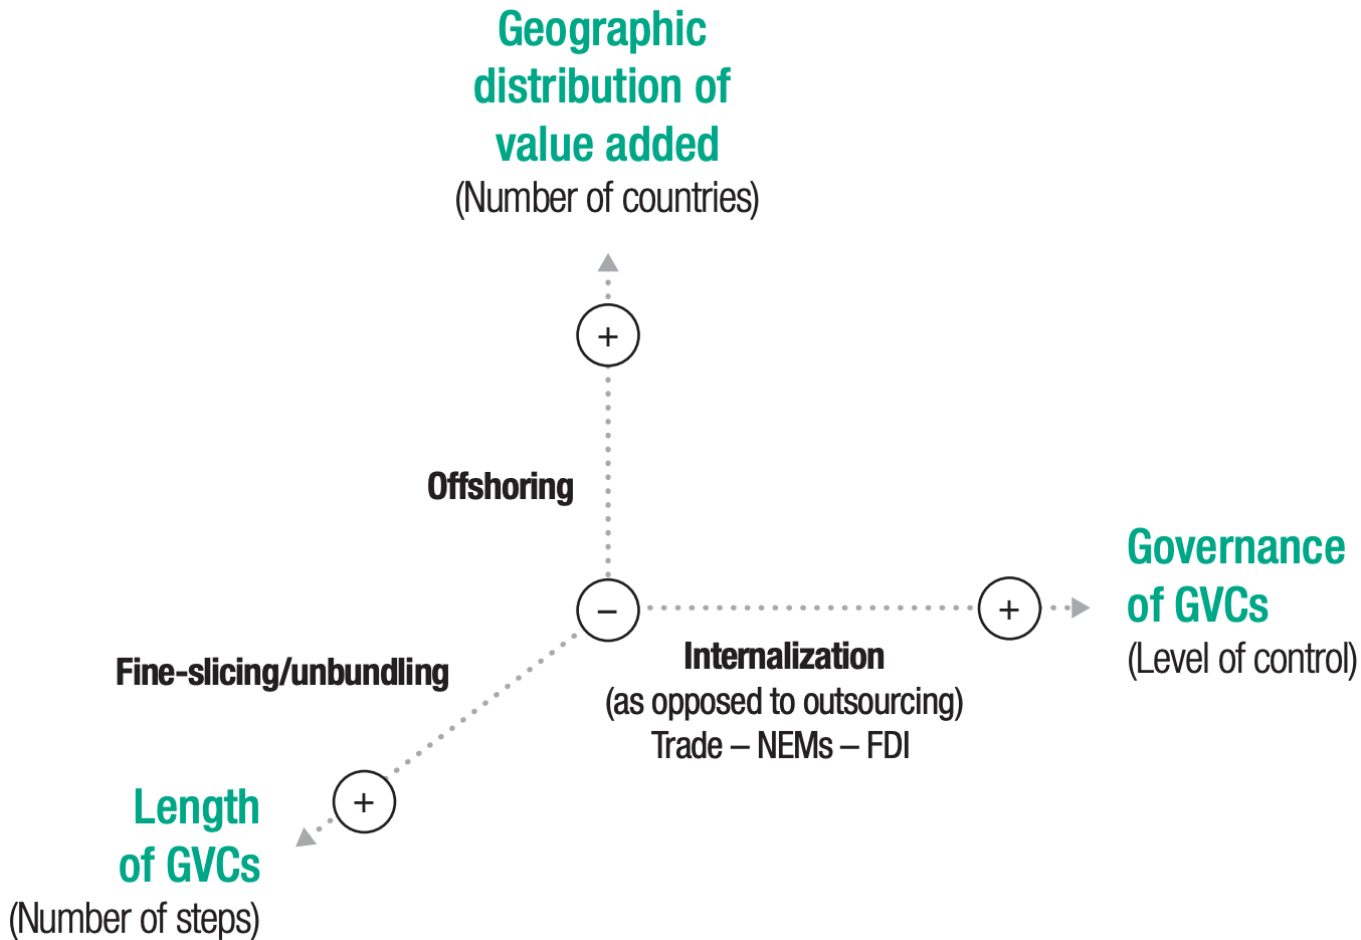 Geographic
distribution of
value added
(Number of countries)
+
Offshoring
–
+
Governance
of GVCs
(Level of control)
Internalization
(as opposed to outsourcing)
Trade – NEMs – FDI
Fine-slicing/unbundling
+
Length
of GVCs
(Number of steps)